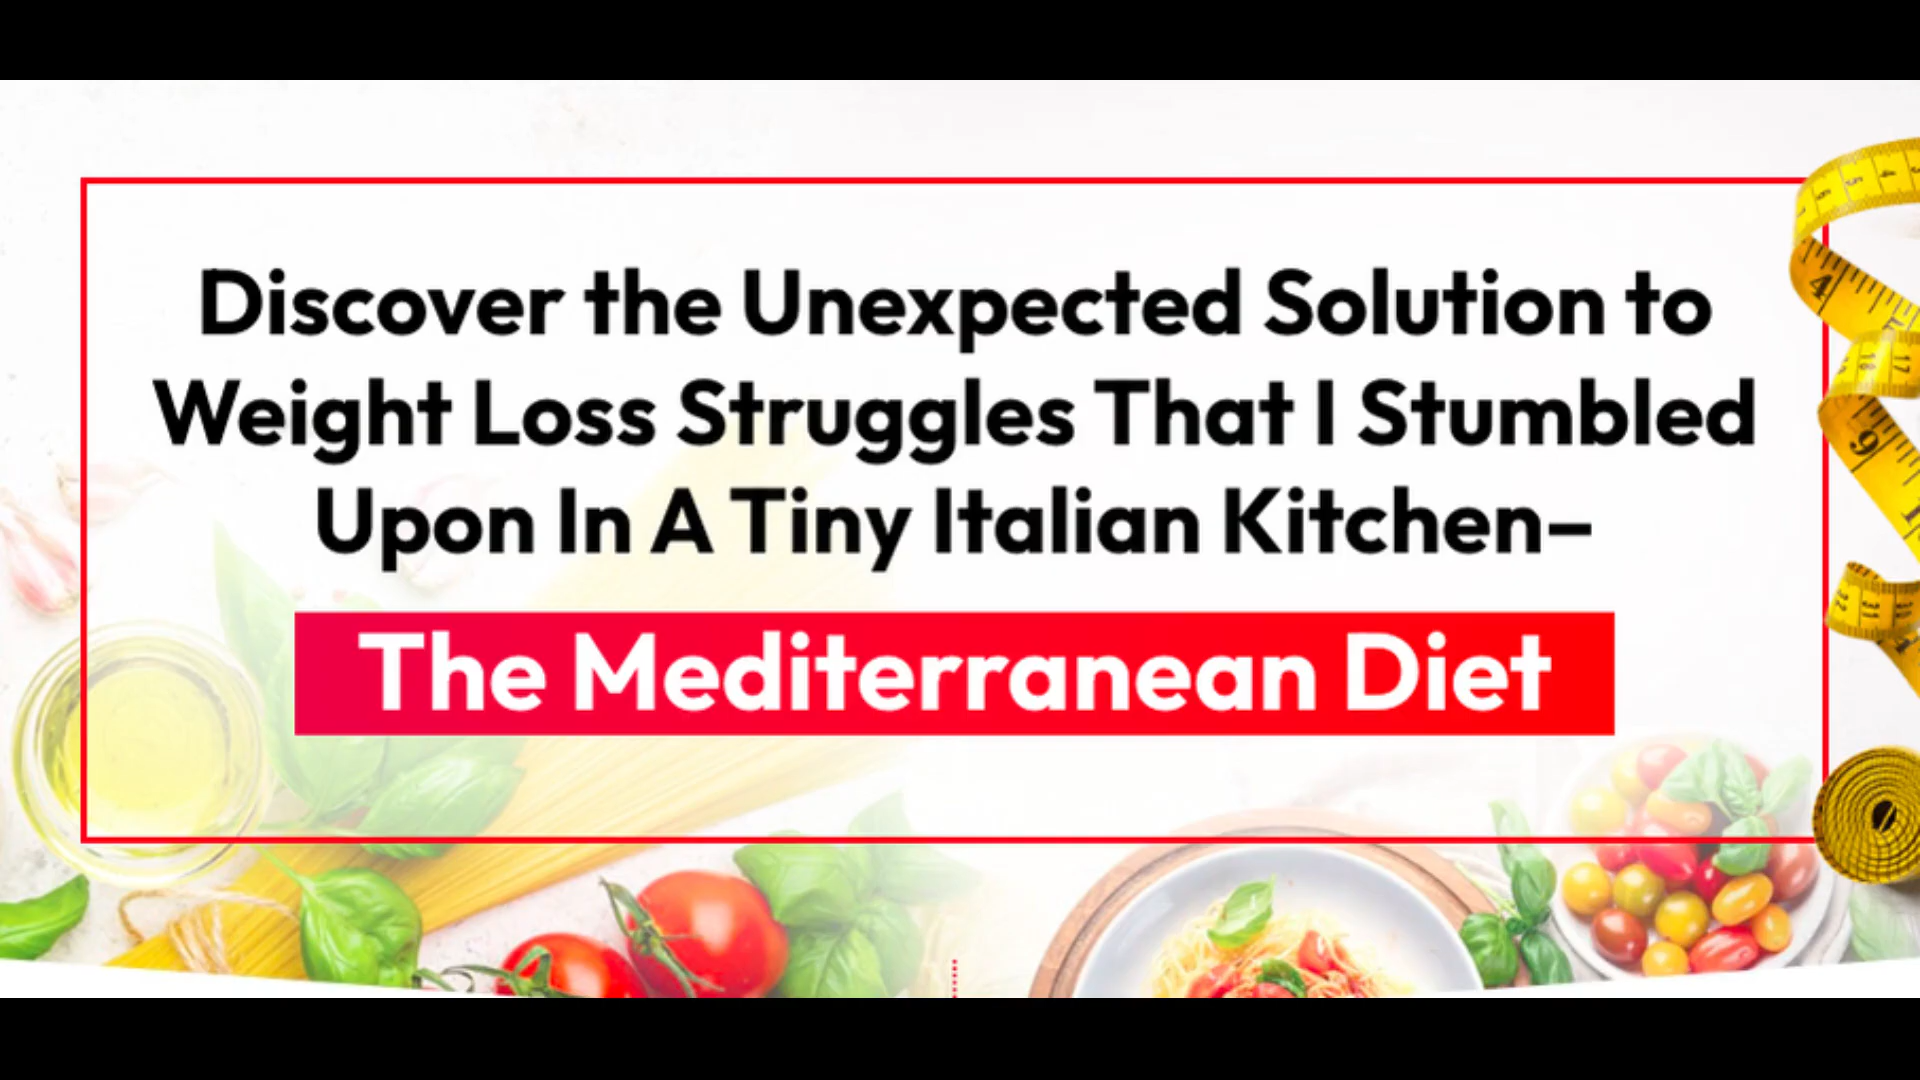 Discover the Unexpected Solution to
Weight Loss Struggles That I Stumbled
Upon In A Tiny Italian Kitchen–
The Mediterranean Diet